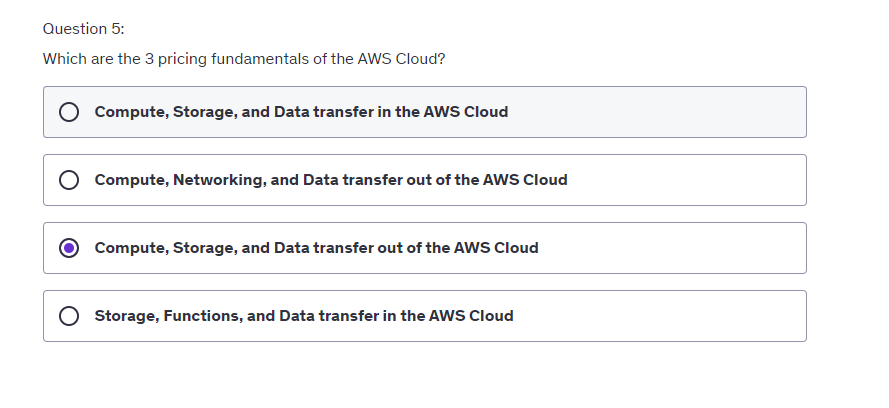 Question 5:
Which are the 3 pricing fundamentals of the AWS Cloud?
Compute, Storage, and Data transfer in the AWS Cloud
Compute, Networking, and Data transfer out of the AWS Cloud
Compute, Storage, and Data transfer out of the AWS Cloud
Storage, Functions, and Data transfer in the AWS Cloud